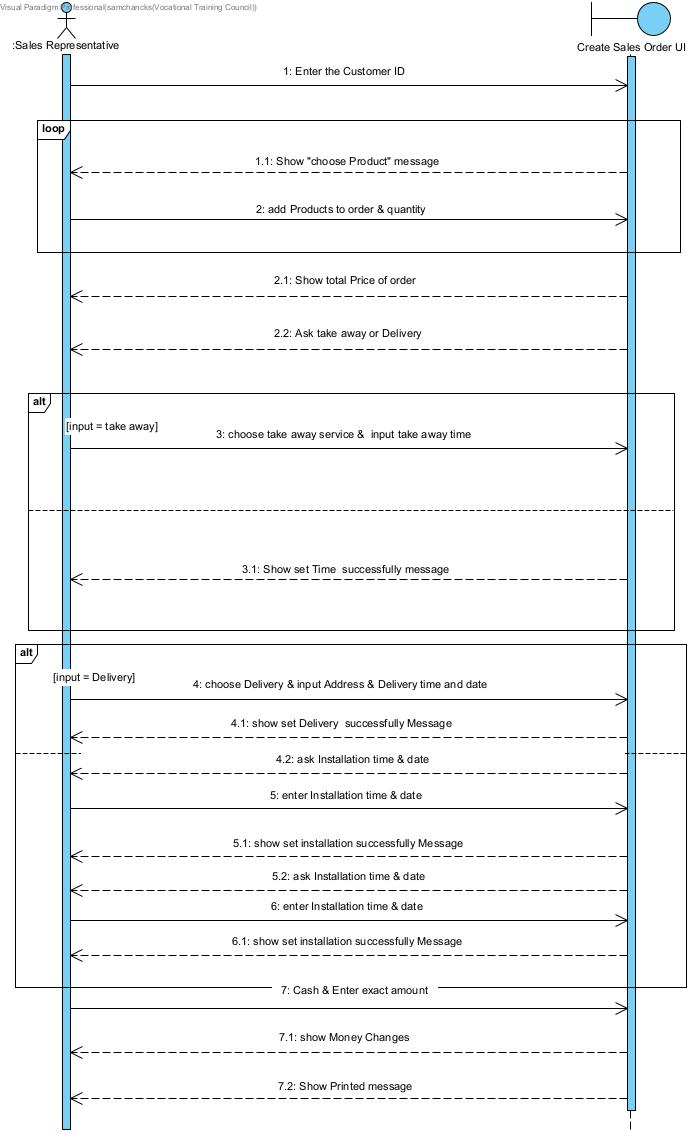 Visual Paradigm Professional(samchancks(Vocational Training Council))
:Sales Representative
Create Sales Order UI
1: Enter the Customer ID
loop
1.1: Show "choose Product" message
2: add Products to order & quantity
2.1: Show total Price of order
2.2: Ask take away or Delivery
alt
[input = take away]
3: choose take away service &  input take away time
3.1: Show set Time  successfully message
alt
[input = Delivery]
4: choose Delivery & input Address & Delivery time and date
4.1: show set Delivery  successfully Message
4.2: ask Installation time & date
5: enter Installation time & date
5.1: show set installation successfully Message
5.2: ask Installation time & date
6: enter Installation time & date
6.1: show set installation successfully Message
7: Cash & Enter exact amount
7.1: show Money Changes
7.2: Show Printed message